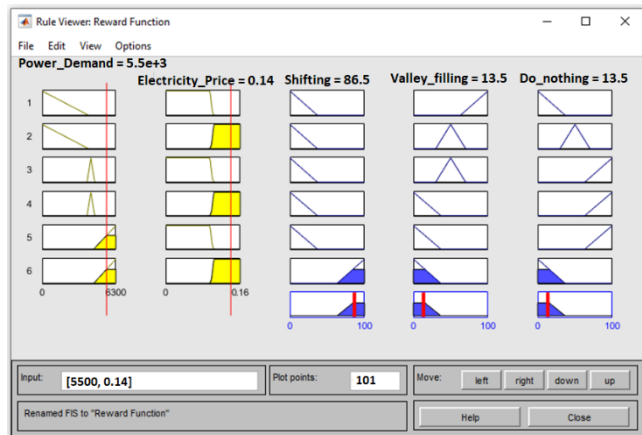 Rule Viewer: Reward Function
File Edit View Options
Power_Demand = 5.5e+3
Electricity_Price = 0.14
Shifting = 86.5
Valley_filling = 13.5
Do_nothing = 13.5
1
2
3
4
5
6
0 6300
0 0.16
0 100
0 100
0 100
Input: [5500, 0.14]
Plot points: 101
Move: left right down up
Renamed FIS to "Reward Function"
Help Close